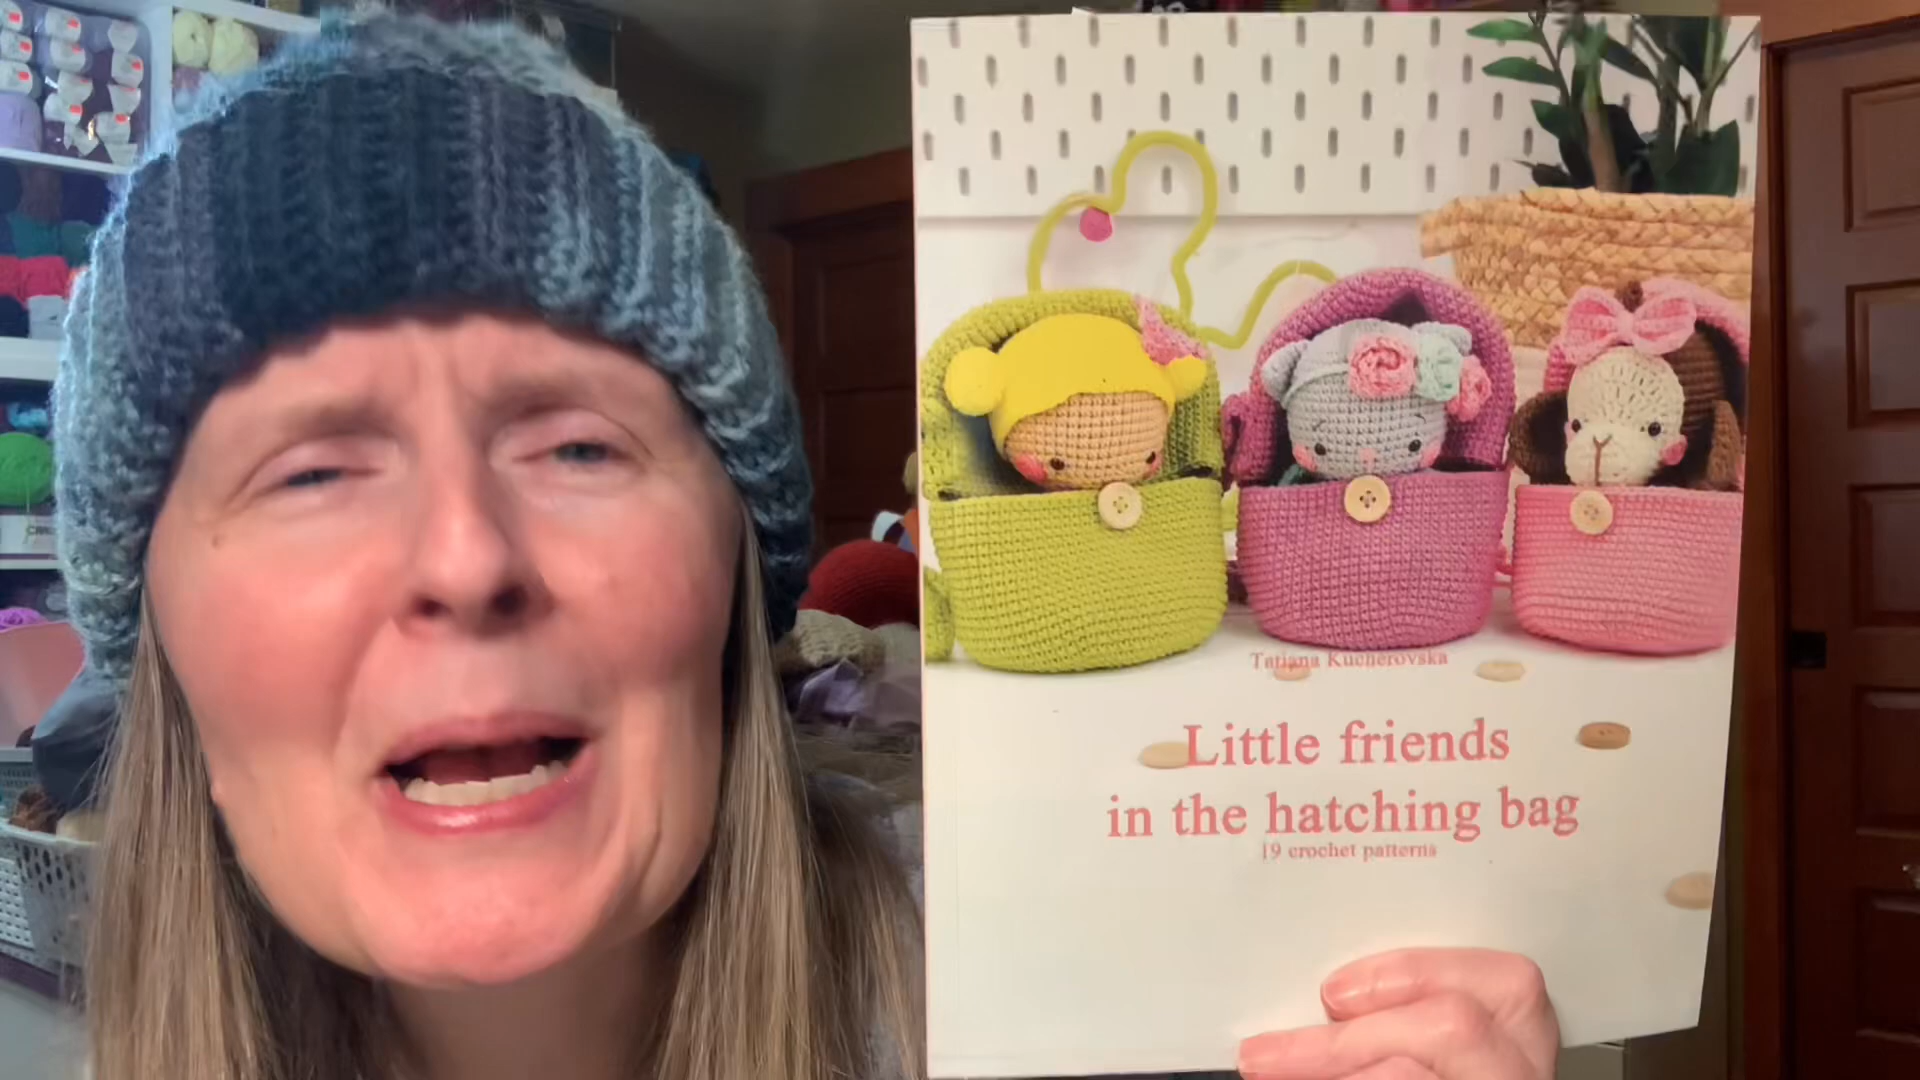 Tatiana Kucherovska
Little friends
in the hatching bag
19 crochet patterns